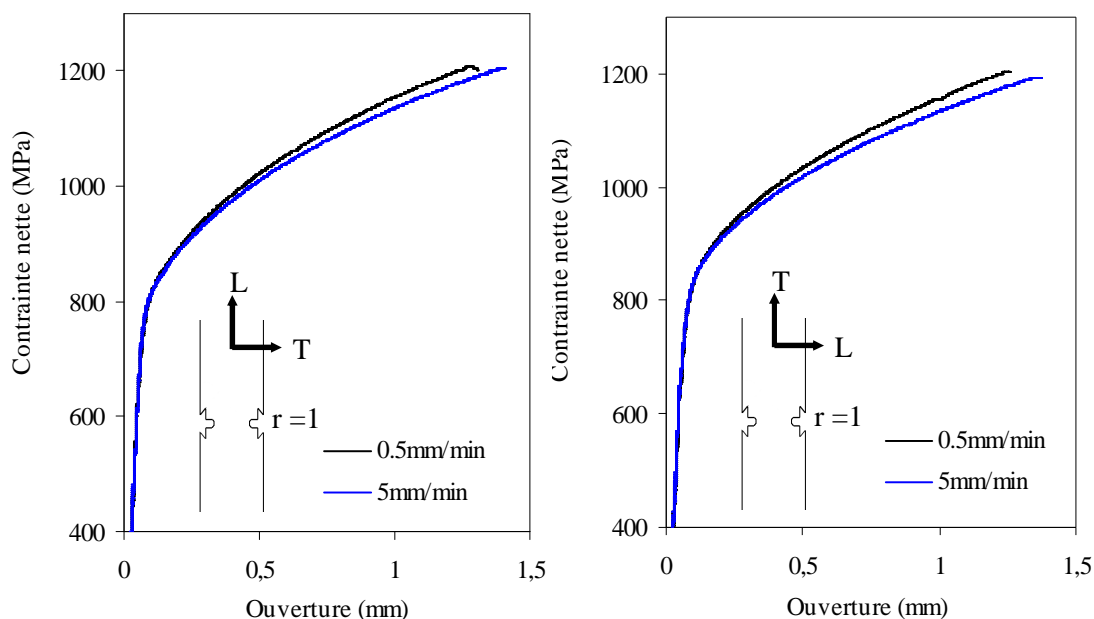 Contrainte nette (MPa)
1200
1000
800
600
400
0
0,5
1
1,5
Ouverture (mm)
L
T
r =1
0.5mm/min
5mm/min
Contrainte nette (MPa)
1200
1000
800
600
400
0
0,5
1
1,5
Ouverture (mm)
T
L
r =1
0.5mm/min
5mm/min